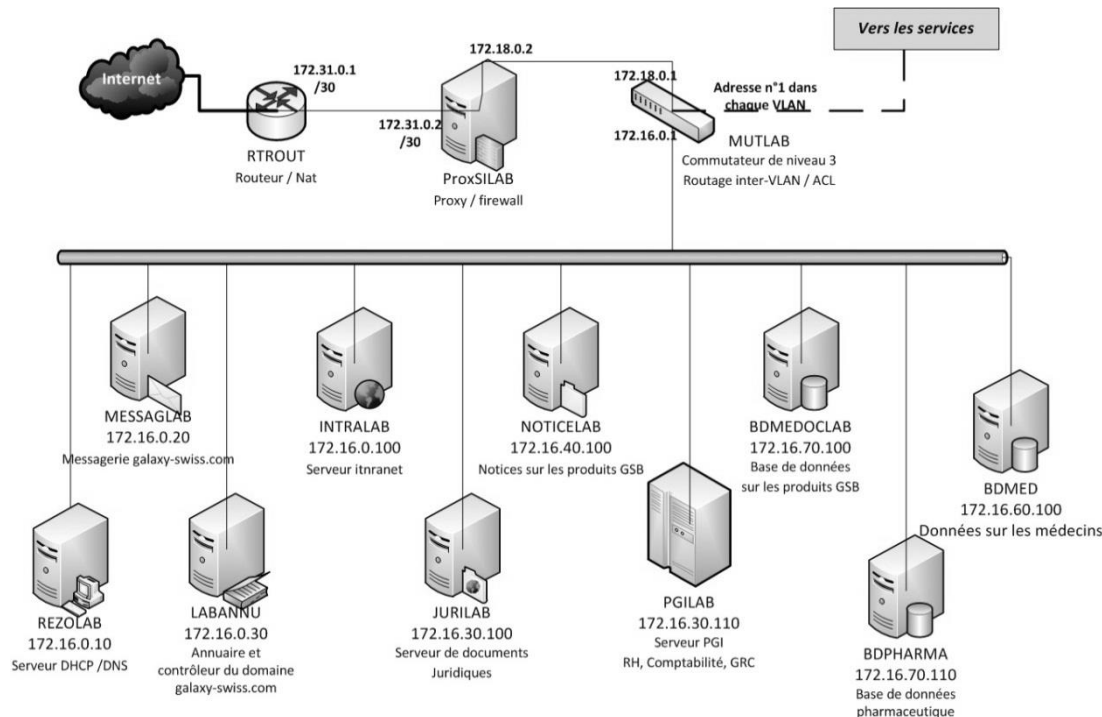 Vers les services
172.18.0.2
Internet
172.31.0.1
/30
172.18.0.1
Adresse n°1 dans
chaque VLAN
172.31.0.2
/30
172.16.0.1
MUTLAB
Commutateur de niveau 3
Routage inter-VLAN / ACL
RTROUT
Routeur / Nat
ProxSILAB
Proxy / firewall
MESSAGLAB
172.16.0.20
Messagerie galaxy-swiss.com
INTRALAB
172.16.0.100
Serveur itnranet
NOTICELAB
172.16.40.100
Notices sur les produits GSB
BDMEDOCLAB
172.16.70.100
Base de données
sur les produits GSB
BDMED
172.16.60.100
Données sur les médecins
REZOLAB
172.16.0.10
Serveur DHCP /DNS
LABANNU
172.16.0.30
Annuaire et
contrôleur du domaine
galaxy-swiss.com
JURILAB
172.16.30.100
Serveur de documents
Juridiques
PGILAB
172.16.30.110
Serveur PGI
RH, Comptabilité, GRC
BDPHARMA
172.16.70.110
Base de données
pharmaceutique